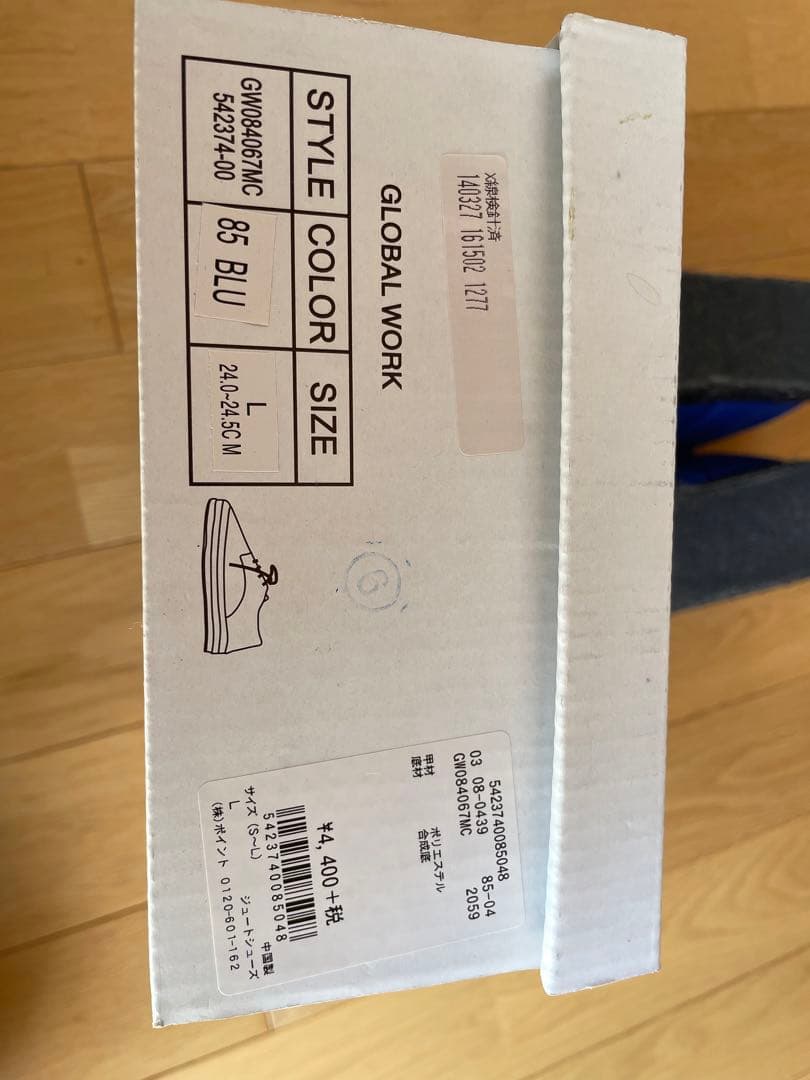 X線検針済
140327 161502 1277
GLOBAL WORK
STYLE COLOR SIZE
GW084067MC
542374-00
85 BLU
L
24.0~24.5C M
6
5423740085048
03 08-0439 85-04
GW084067MC 2059
甲材 ポリエステル
底材 合成底
¥4,400+税
5423740085048
中国製
サイズ (S~L) ジュートシューズ
L
(株)ポイント 0120-601-162